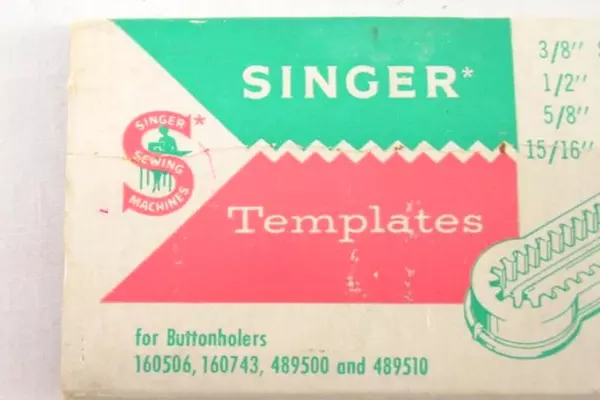 SINGER*
3/8" S
1/2"
5/8"
15/16"
SINGER *
SEWING
MACHINES
Templates
for Buttonholers
160506, 160743, 489500 and 489510